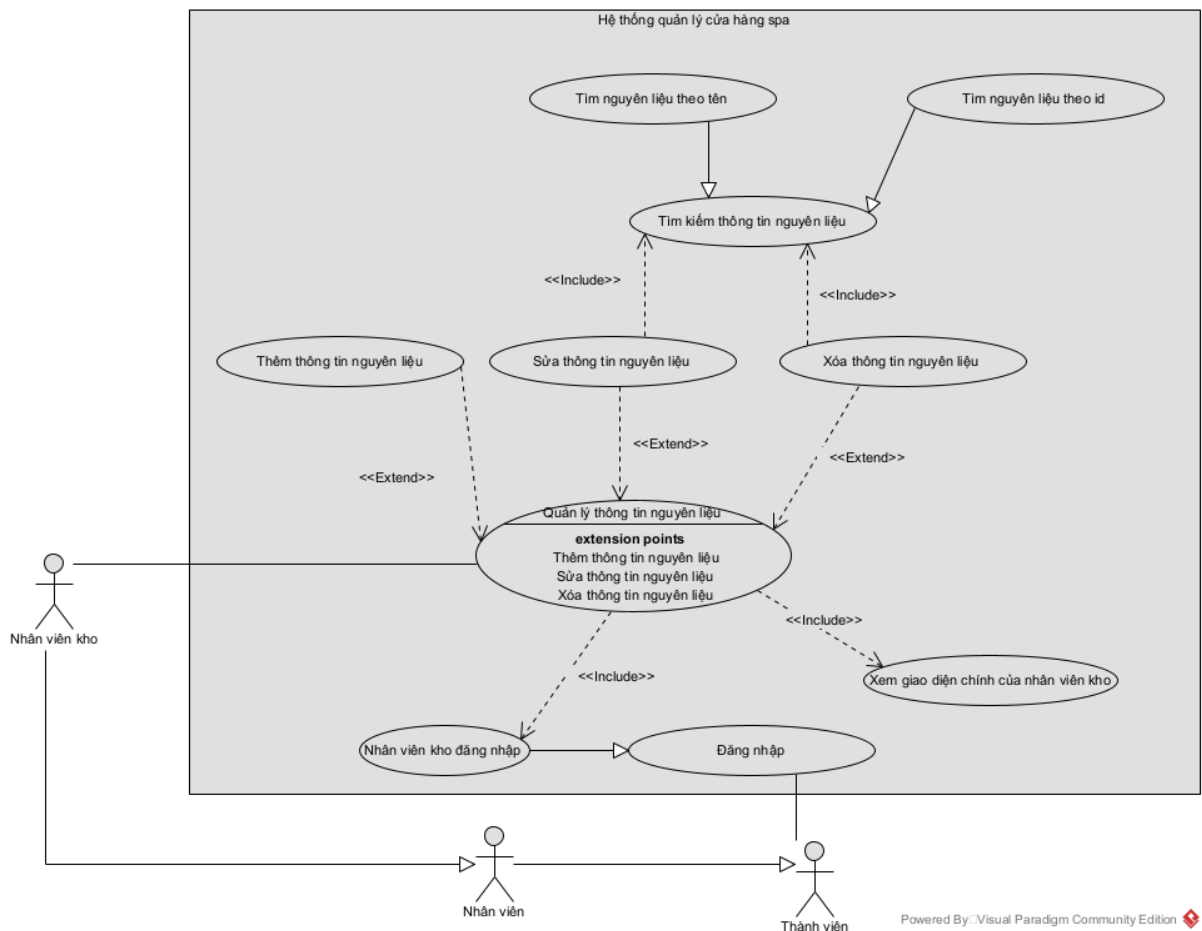 Hệ thống quản lý cửa hàng spa
Tìm nguyên liệu theo tên
Tìm nguyên liệu theo id
Tìm kiếm thông tin nguyên liệu
<<Include>>
<<Include>>
Thêm thông tin nguyên liệu
Sửa thông tin nguyên liệu
Xóa thông tin nguyên liệu
<<Extend>>
<<Extend>>
<<Extend>>
Quản lý thông tin nguyên liệu
extension points
Thêm thông tin nguyên liệu
Sửa thông tin nguyên liệu
Xóa thông tin nguyên liệu
Nhân viên kho
<<Include>>
<<Include>>
Xem giao diện chính của nhân viên kho
Nhân viên kho đăng nhập
Đăng nhập
Nhân viên
Thành viên
Powered By Visual Paradigm Community Edition